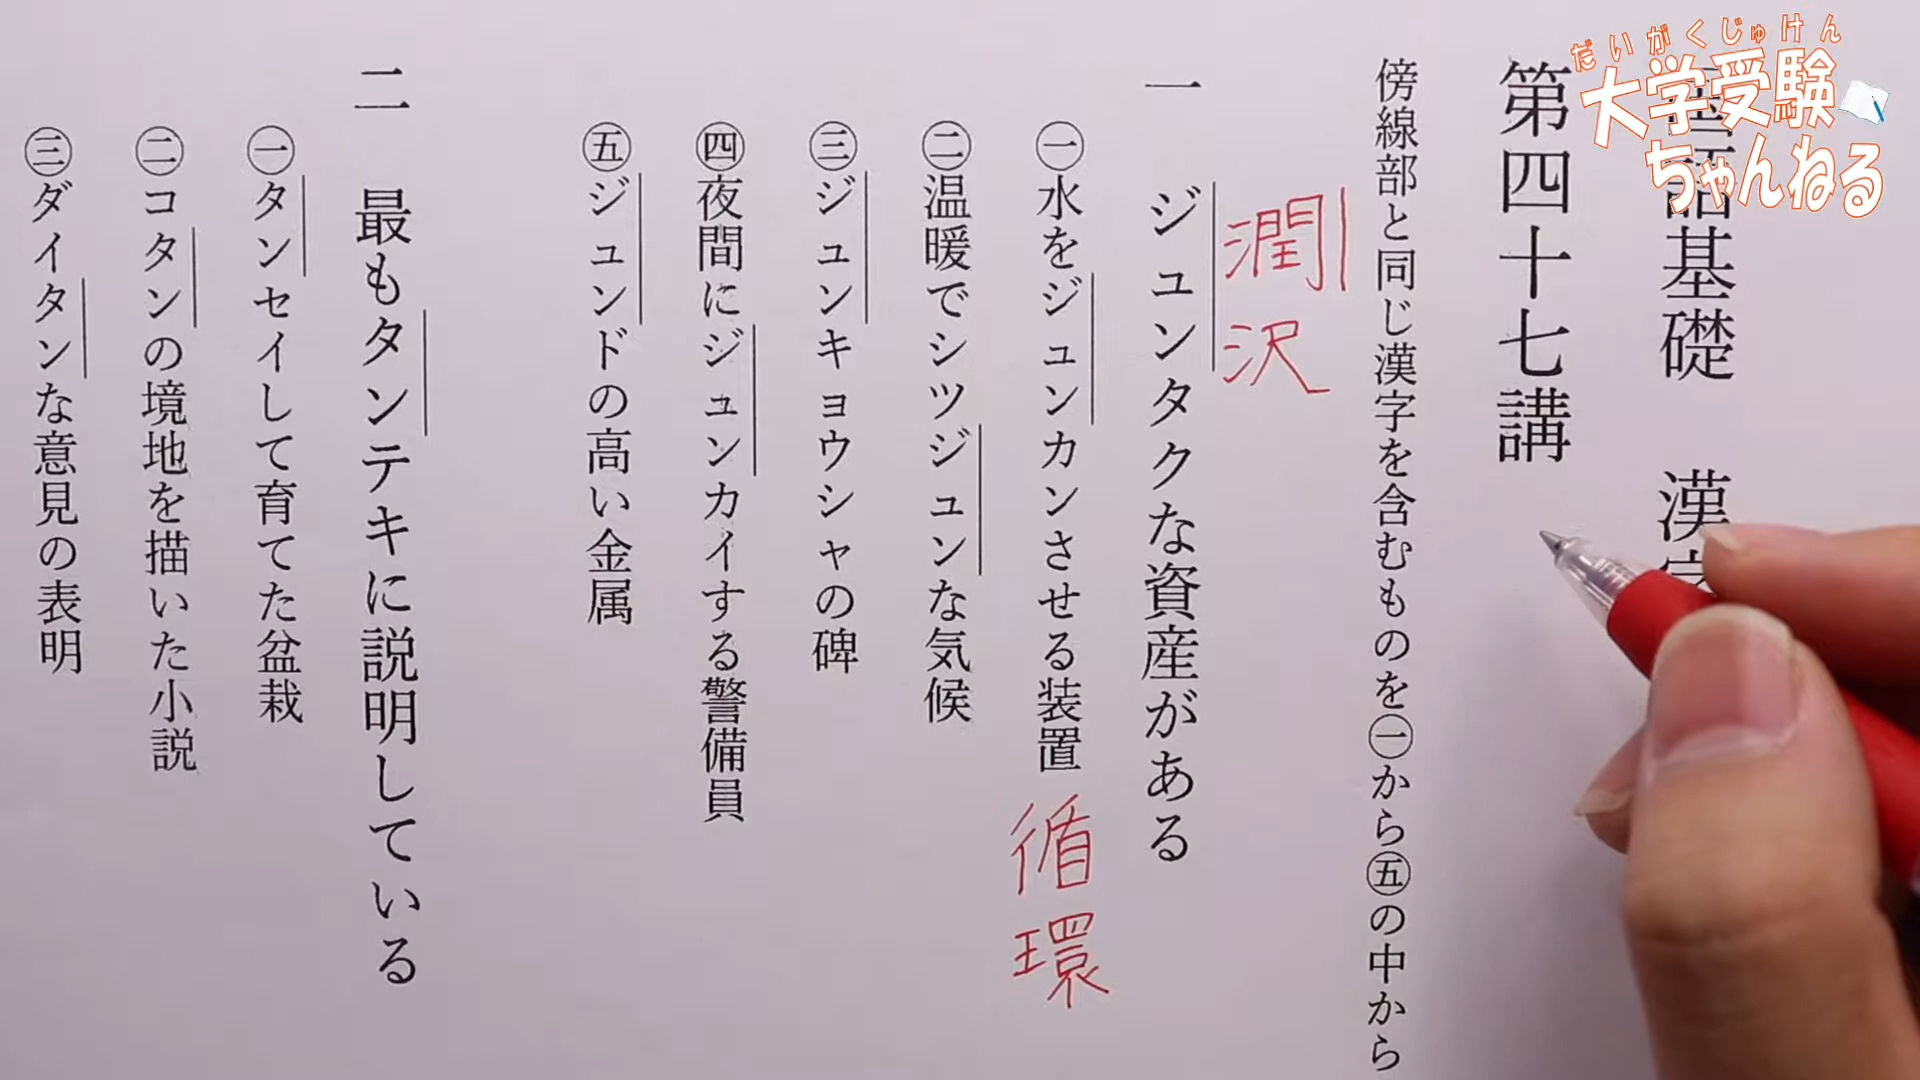 だいがくじゅけん
大学受験
ちゃんねる
基礎 漢
第四十七講
傍線部と同じ漢字を含むものを㊀から㊄の中から
潤沢
一 ジュンタクな資産がある
㊀水をジュンカンさせる装置 循環
㊁温暖でシツジュンな気候
㊂ジュンキョウシャの碑
㊃夜間にジュンカイする警備員
㊄ジュンドの高い金属
二 最もタンテキに説明している
㊀タンセイして育てた盆栽
㊁コタンの境地を描いた小説
㊂ダイタンな意見の表明